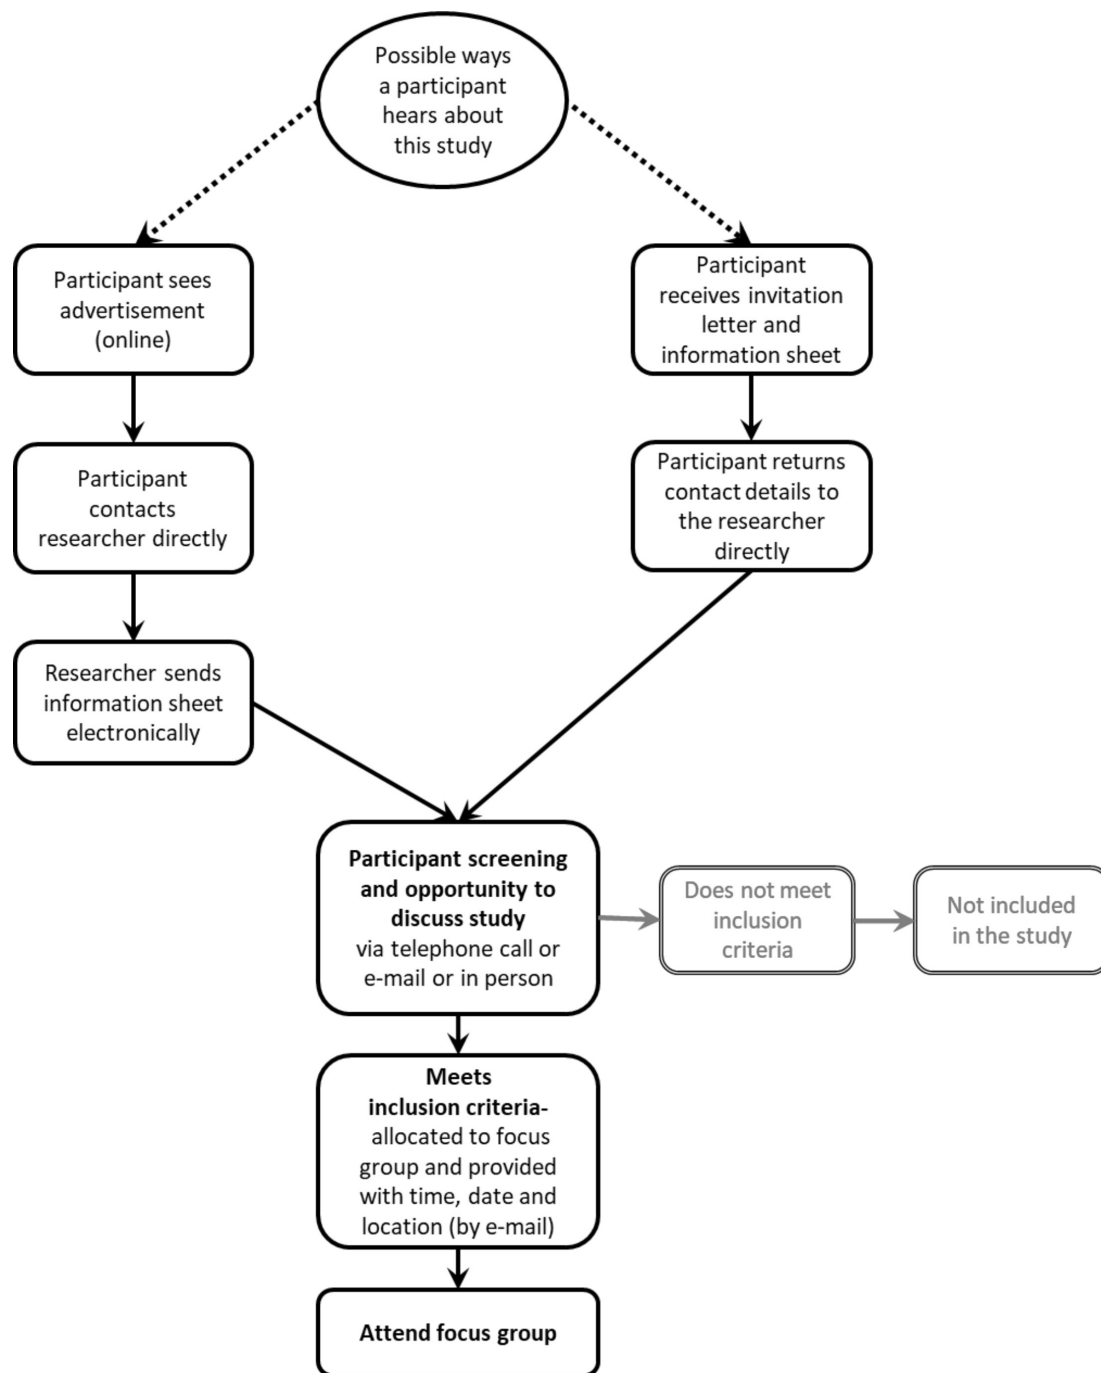 Possible ways
a participant
hears about
this study
Participant sees
advertisement
(online)
Participant
receives invitation
letter and
information sheet
Participant
contacts
researcher directly
Participant returns
contact details to
the researcher
directly
Researcher sends
information sheet
electronically
Participant screening
and opportunity to
discuss study
via telephone call or
e-mail or in person
Does not meet
inclusion
criteria
Not included
in the study
Meets
inclusion criteria-
allocated to focus
group and provided
with time, date and
location (by e-mail)
Attend focus group